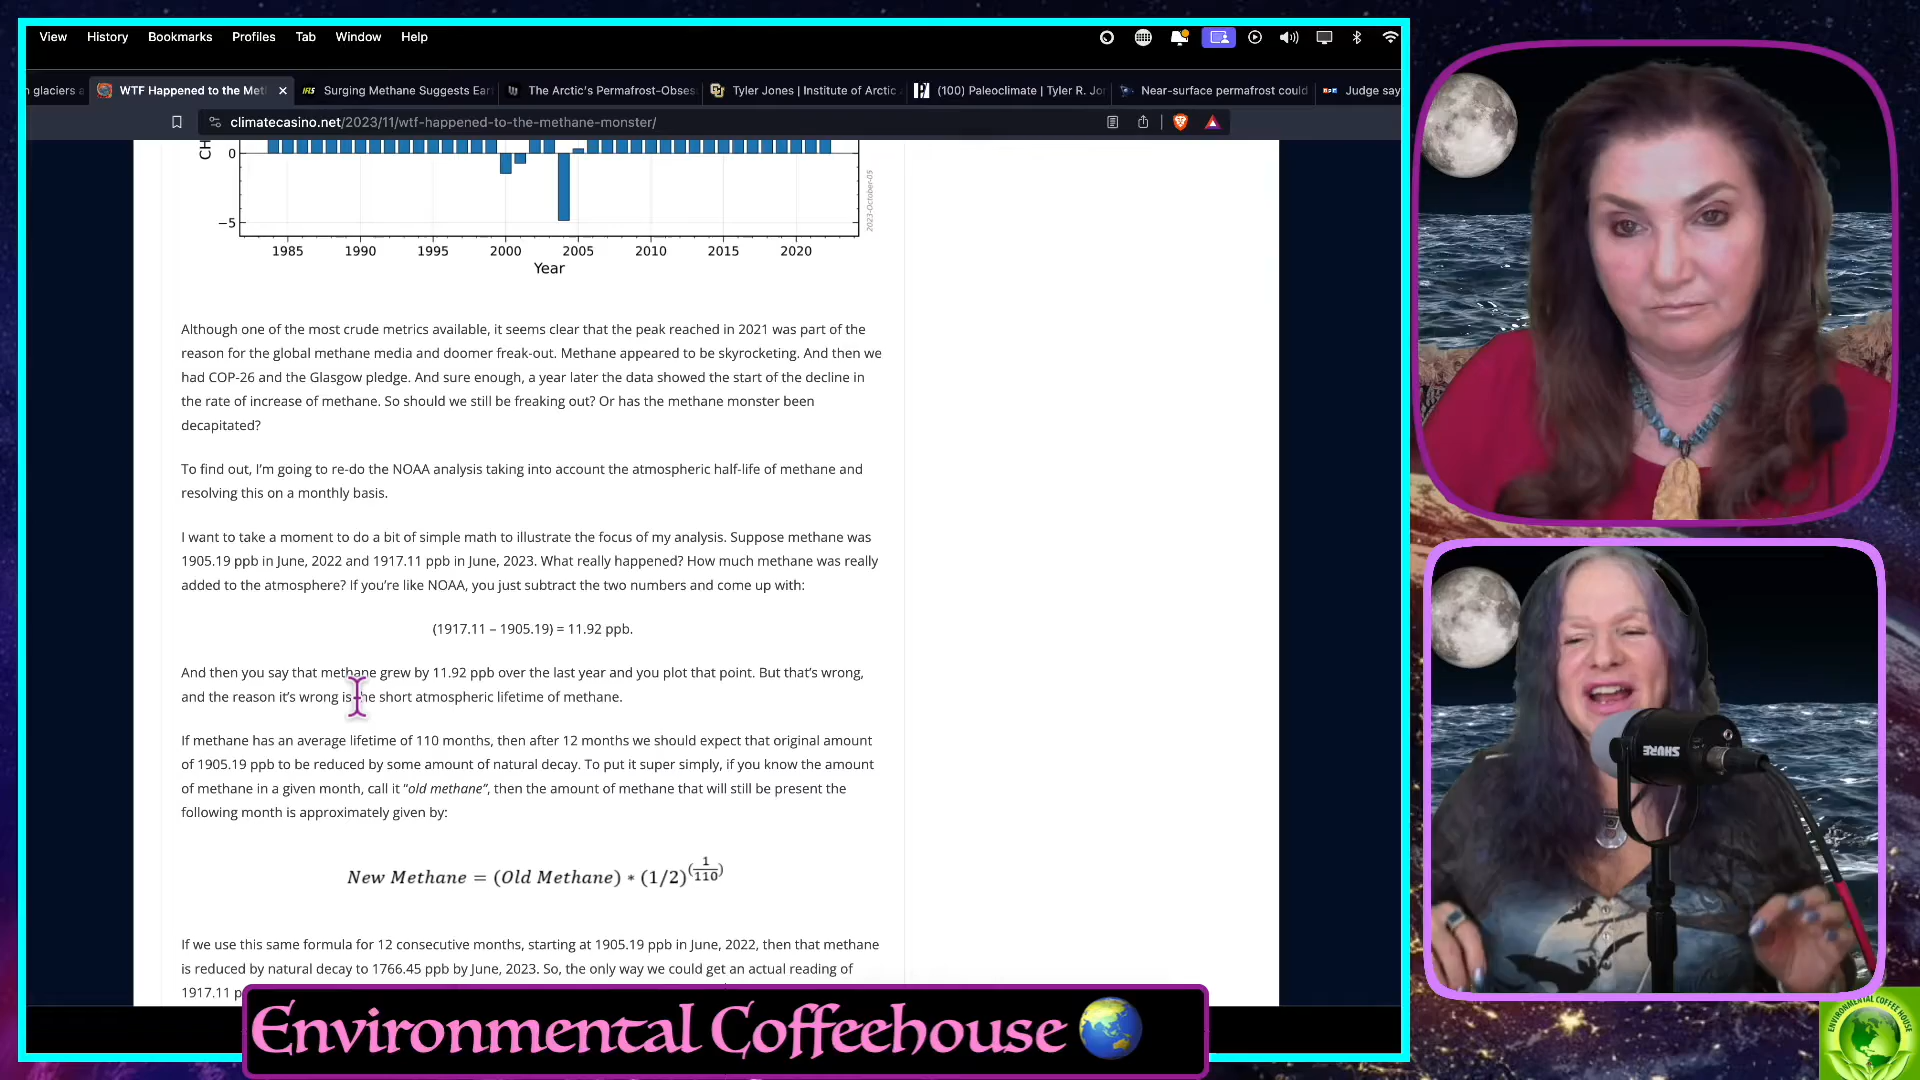 View History Bookmarks Profiles Tab Window Help
glaciers a WTF Happened to the Met IFLS Surging Methane Suggests Ear The Arctic's Permafrost-Obses Tyler Jones | Institute of Arctic (100) Paleoclimate | Tyler R. Jor Near-surface permafrost could Judge say
climatecasino.net/2023/11/wtf-happened-to-the-methane-monster/
CH
0
−5
1985 1990 1995 2000 2005 2010 2015 2020
Year
2023-October-05
Although one of the most crude metrics available, it seems clear that the peak reached in 2021 was part of the
reason for the global methane media and doomer freak-out. Methane appeared to be skyrocketing. And then we
had COP-26 and the Glasgow pledge. And sure enough, a year later the data showed the start of the decline in
the rate of increase of methane. So should we still be freaking out? Or has the methane monster been
decapitated?
To find out, I'm going to re-do the NOAA analysis taking into account the atmospheric half-life of methane and
resolving this on a monthly basis.
I want to take a moment to do a bit of simple math to illustrate the focus of my analysis. Suppose methane was
1905.19 ppb in June, 2022 and 1917.11 ppb in June, 2023. What really happened? How much methane was really
added to the atmosphere? If you're like NOAA, you just subtract the two numbers and come up with:
(1917.11 – 1905.19) = 11.92 ppb.
And then you say that methane grew by 11.92 ppb over the last year and you plot that point. But that's wrong,
and the reason it's wrong is the short atmospheric lifetime of methane.
If methane has an average lifetime of 110 months, then after 12 months we should expect that original amount
of 1905.19 ppb to be reduced by some amount of natural decay. To put it super simply, if you know the amount
of methane in a given month, call it "old methane", then the amount of methane that will still be present the
following month is approximately given by:
New Methane = (Old Methane) * (1/2)^(1/110)
If we use this same formula for 12 consecutive months, starting at 1905.19 ppb in June, 2022, then that methane
is reduced by natural decay to 1766.45 ppb by June, 2023. So, the only way we could get an actual reading of
1917.11 p
Environmental Coffeehouse
SHURE
ENVIRONMENTAL COFFEE HOUSE